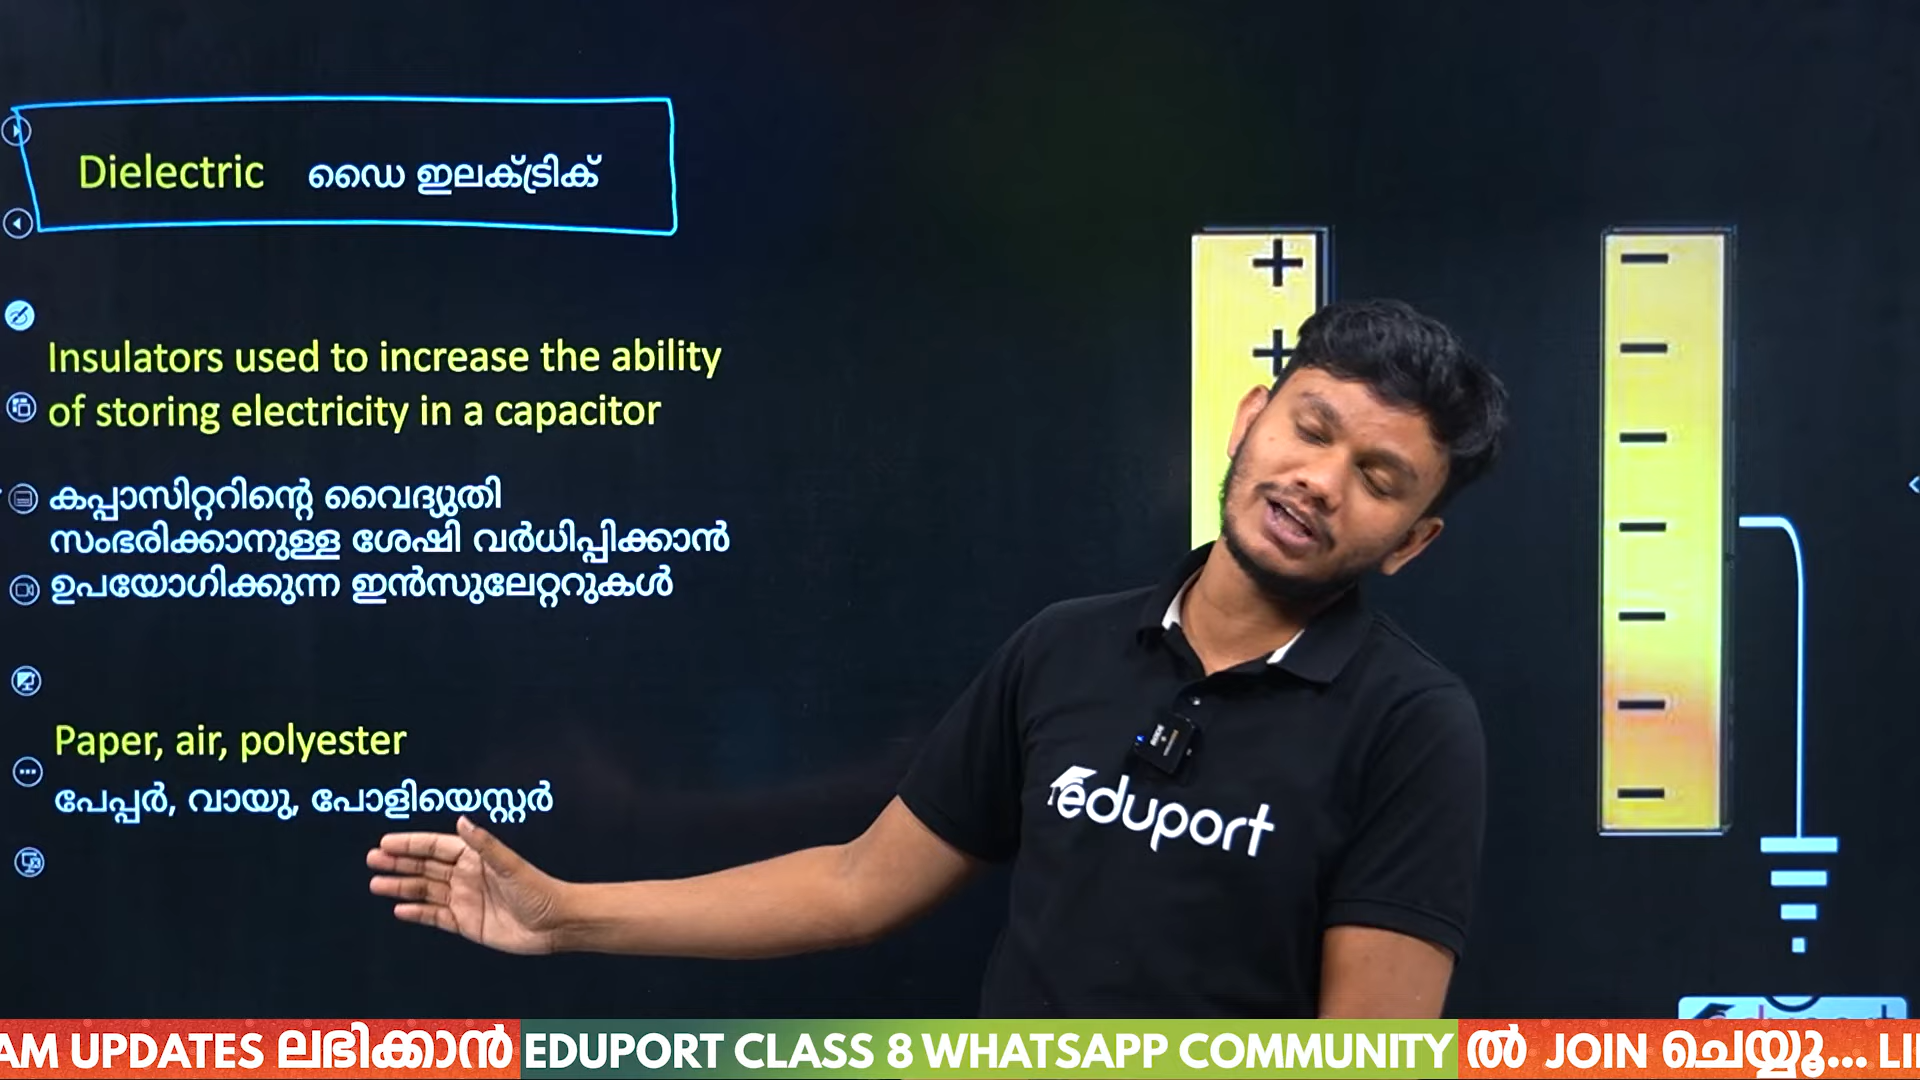 Dielectric ഡൈ ഇലക്ട്രിക്
Insulators used to increase the ability
of storing electricity in a capacitor
കപ്പാസിറ്ററിന്റെ വൈദ്യുതി
സംഭരിക്കാനുള്ള ശേഷി വർധിപ്പിക്കാൻ
ഉപയോഗിക്കുന്ന ഇൻസുലേറ്ററുകൾ
Paper, air, polyester
പേപ്പർ, വായു, പോളിയെസ്റ്റർ
+
+
−
−
−
−
−
−
−
eduport
AM UPDATES ലഭിക്കാൻ EDUPORT CLASS 8 WHATSAPP COMMUNITY ൽ JOIN ചെയ്യൂ... LI